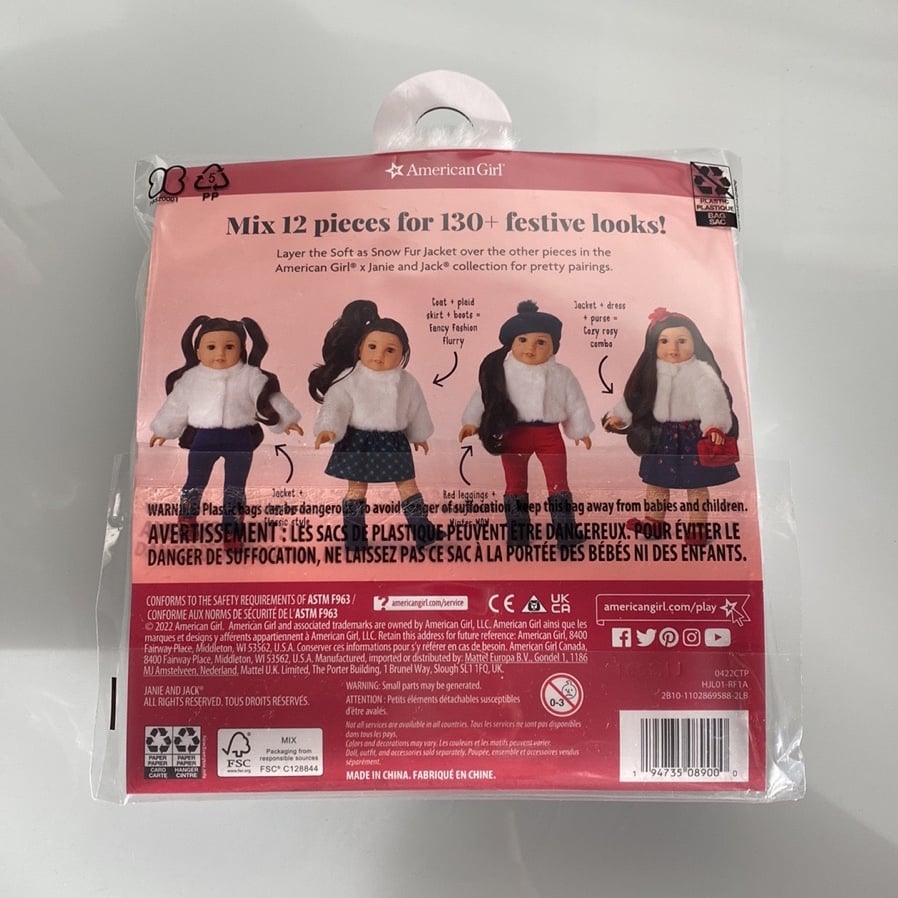 American Girl®
5
PP
PLASTIC
PLASTIQUE
BAG
SAC
Mix 12 pieces for 130+ festive looks!
Layer the Soft as Snow Fur Jacket over the other pieces in the
American Girl® x Janie and Jack® collection for pretty pairings.
Coat + plaid
skirt + boots =
Fancy Fashion
flurry
Jacket + dress
+ purse =
Cozy rosy
combo
Jacket +
style
Red leggings +
WARNING: Plastic bags can be dangerous. To avoid danger of suffocation, keep this bag away from babies and children.
AVERTISSEMENT : LES SACS DE PLASTIQUE PEUVENT ÊTRE DANGEREUX. POUR ÉVITER LE
DANGER DE SUFFOCATION, NE LAISSEZ PAS CE SAC À LA PORTÉE DES BÉBÉS NI DES ENFANTS.
CONFORMS TO THE SAFETY REQUIREMENTS OF ASTM F963 /
CONFORME AUX NORMS DE SÉCURITÉ DE L'ASTM F963
? americangirl.com/service
CE
UK
CA
americangirl.com/play
© 2022 American Girl. American Girl and associated trademarks are owned by American Girl, LLC. American Girl ainsi que les
marques et designs y afférents appartiennent à American Girl, LLC. Retain this address for future reference: American Girl, 8400
Fairway Place, Middleton, WI 53562, U.S.A. Conserver ces informations pour s'y référer en cas de besoin. American Girl Canada,
8400 Fairway Place, Middleton, WI 53562, U.S.A. Manufactured, imported or distributed by: Mattel Europa B.V., Gondel 1, 1186
MJ Amstelveen, Nederland. Mattel U.K. Limited, The Porter Building, 1 Brunel Way, Slough SL1 1FQ, UK.
JANIE AND JACK®
ALL RIGHTS RESERVED. TOUS DROITS RÉSERVÉS.
WARNING: Small parts may be generated.
ATTENTION : Petits éléments détachables susceptibles
d'être avalés.
0-3
0422CTP
HJL01-RF1A
2B10-1102869588-2LB
Not all services are available in all countries. Tous les services ne sont pas disponibles
dans tous les pays.
Colors and decorations may vary. Les couleurs et les motifs peuvent varier.
Doll, outfit, and accessories sold separately. Poupée, ensemble et accessoires vendus
séparément.
MADE IN CHINA. FABRIQUÉ EN CHINE.
PAPER
PAPIER
CARD
CARTE
PAPER
PAPIER
HANGER
CINTRE
FSC
www.fsc.org
MIX
Packaging from
responsible sources
FSC® C128844
1 94735 08900 0